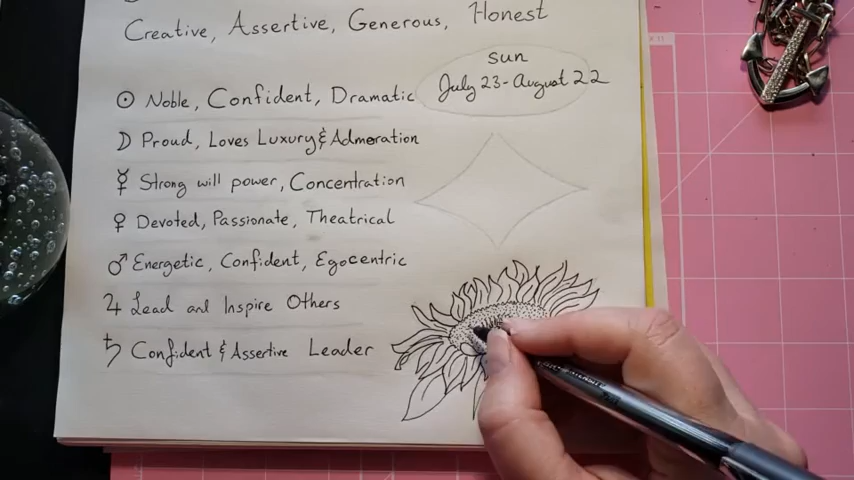 Creative, Assertive, Generous, Honest
sun
July 23-August 22
☉ Noble, Confident, Dramatic
☽ Proud, Loves Luxury & Admoration
☿ Strong will power, Concentration
♀ Devoted, Passionate, Theatrical
♂ Energetic, Confident, Egocentric
♃ Lead and Inspire Others
♄ Confident & Assertive Leader